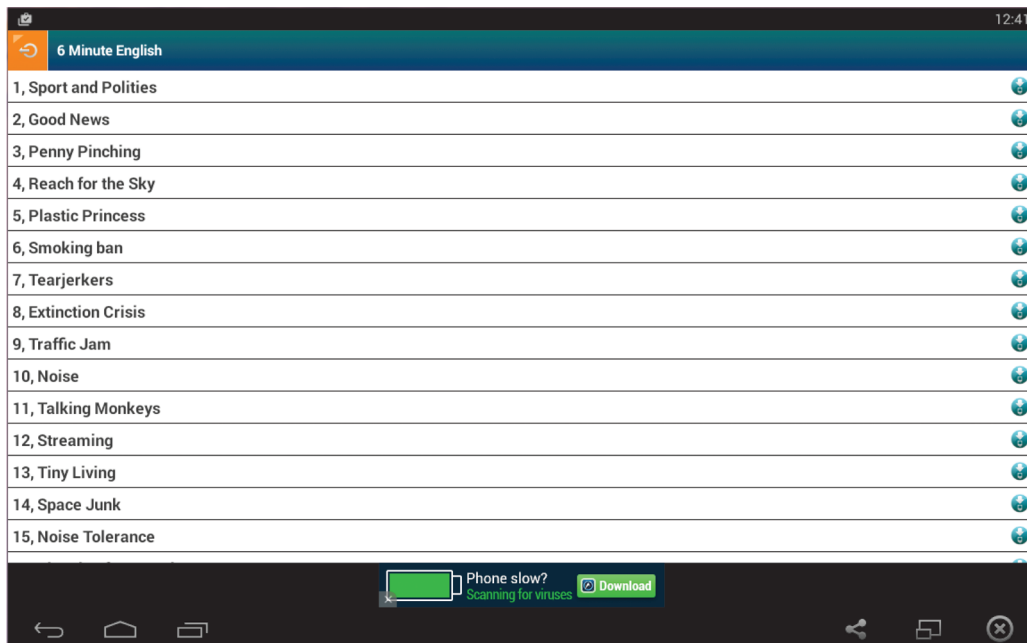 12:41
6 Minute English
1, Sport and Polities
2, Good News
3, Penny Pinching
4, Reach for the Sky
5, Plastic Princess
6, Smoking ban
7, Tearjerkers
8, Extinction Crisis
9, Traffic Jam
10, Noise
11, Talking Monkeys
12, Streaming
13, Tiny Living
14, Space Junk
15, Noise Tolerance
Phone slow?
Scanning for viruses
Download